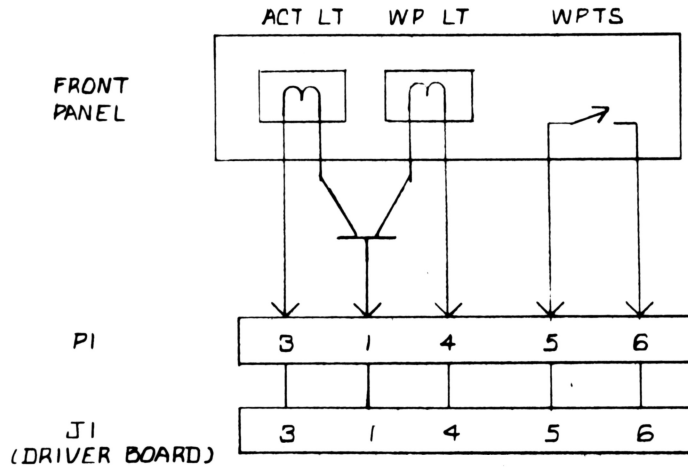 ACT LT WP LT WPTS
FRONT
PANEL
P1 3 1 4 5 6
J1 3 1 4 5 6
(DRIVER BOARD)